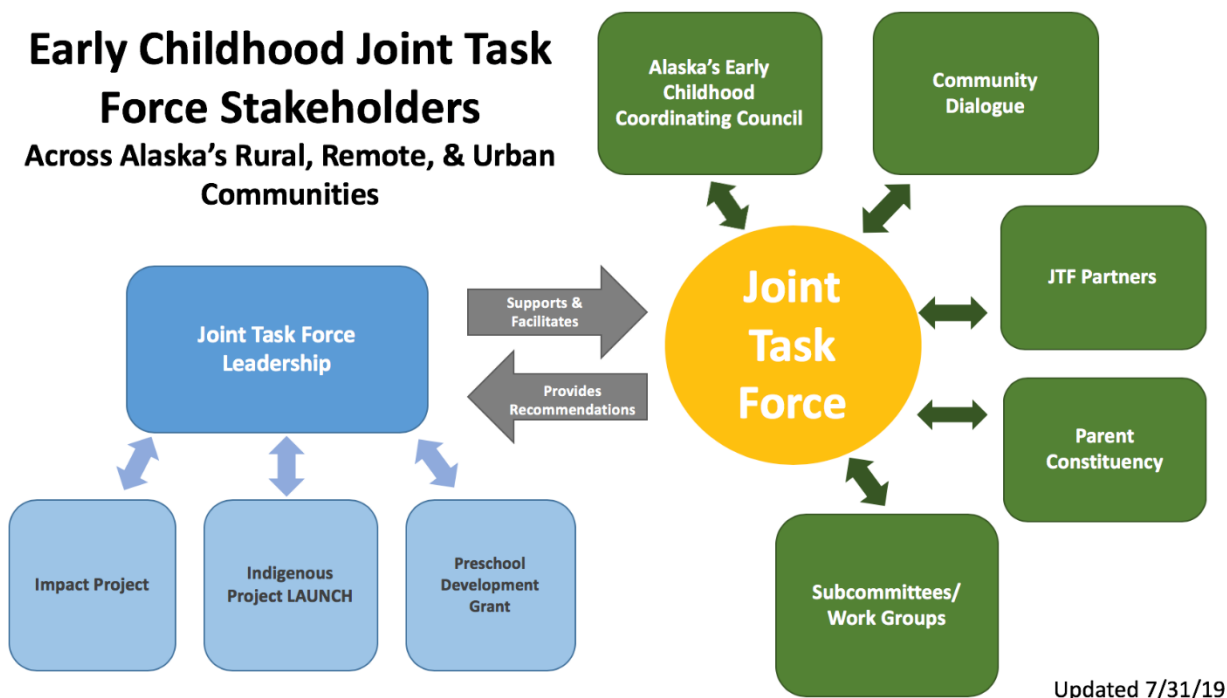 Early Childhood Joint Task
Force Stakeholders
Across Alaska's Rural, Remote, & Urban
Communities
Alaska's Early
Childhood
Coordinating Council
Community
Dialogue
JTF Partners
Parent
Constituency
Subcommittees/
Work Groups
Joint
Task
Force
Supports &
Facilitates
Provides
Recommendations
Joint Task Force
Leadership
Impact Project
Indigenous
Project LAUNCH
Preschool
Development
Grant
Updated 7/31/19